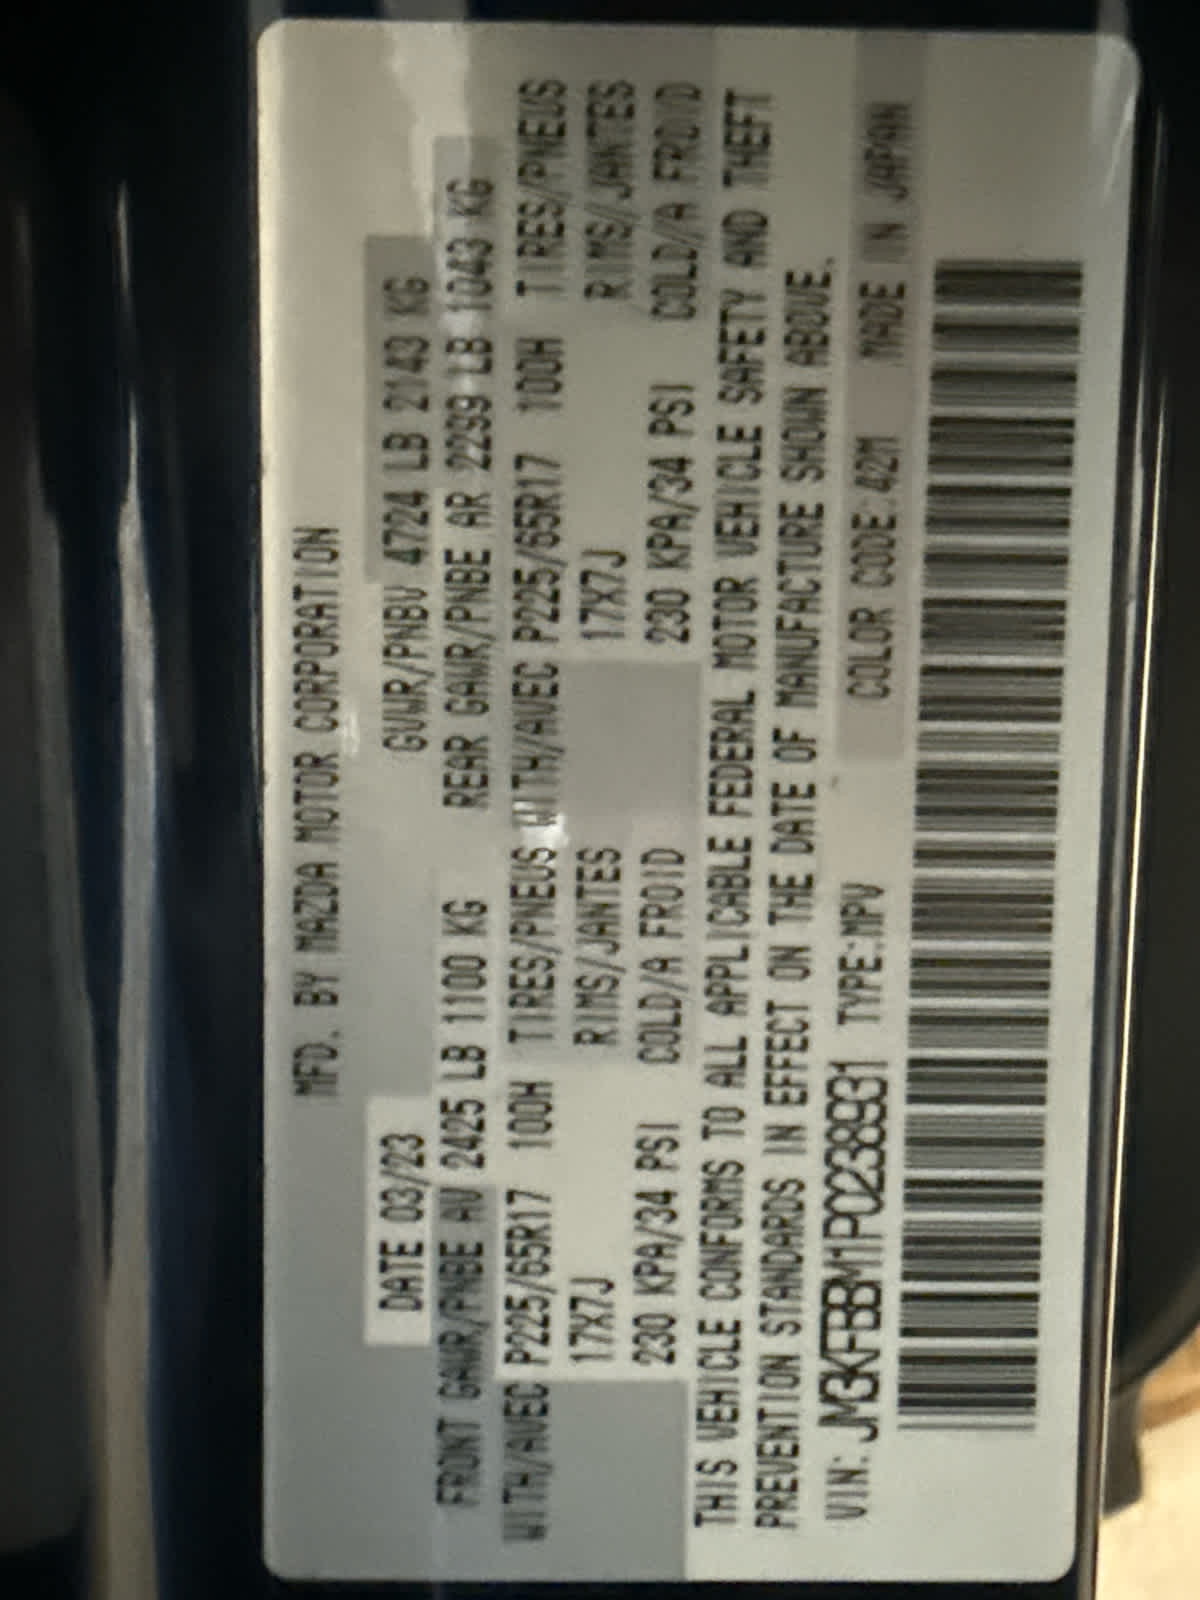 MFD. BY MAZDA MOTOR CORPORATION
DATE 03/23 GVWR/PNBV 4724 LB 2143 KG
FRONT GAWR/PNBE AV 2425 LB 1100 KG REAR GAWR/PNBE AR 2299 LB 1043 KG
WITH/AVEC P225/65R17 100H TIRES/PNEUS WITH/AVEC P225/65R17 100H TIRES/PNEUS
17X7J RIMS/JANTES 17X7J RIMS/JANTES
230 KPA/34 PSI COLD/A FROID 230 KPA/34 PSI COLD/A FROID
THIS VEHICLE CONFORMS TO ALL APPLICABLE FEDERAL MOTOR VEHICLE SAFETY AND THEFT
PREVENTION STANDARDS IN EFFECT ON THE DATE OF MANUFACTURE SHOWN ABOVE.
VIN: JM3KFBBM1P0238931 TYPE:MPV COLOR CODE:42M MADE IN JAPAN